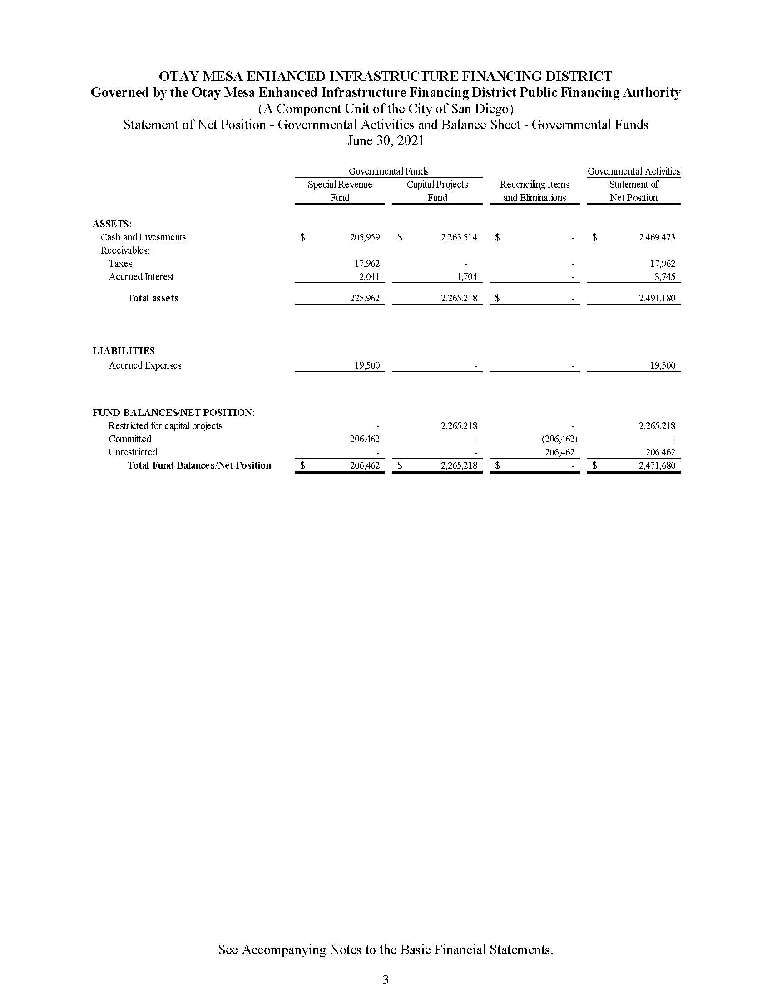 OTAY MESA ENHANCED INFRASTRUCTURE FINANCING DISTRICT
Governed by the Otay Mesa Enhanced Infrastructure Financing District Public Financing Authority
(A Component Unit of the City of San Diego)
Statement of Net Position - Governmental Activities and Balance Sheet - Governmental Funds
June 30, 2021
Governmental Funds Governmental Activities
Special Revenue Capital Projects Reconciling Items Statement of
Fund Fund and Eliminations Net Position
ASSETS:
Cash and Investments $ 205,959 $ 2,263,514 $ - $ 2,469,473
Receivables:
Taxes 17,962 - - 17,962
Accrued Interest 2,041 1,704 - 3,745
Total assets 225,962 2,265,218 $ - 2,491,180
LIABILITIES
Accrued Expenses 19,500 - - 19,500
FUND BALANCES/NET POSITION:
Restricted for capital projects - 2,265,218 - 2,265,218
Committed 206,462 - (206,462) -
Unrestricted - - 206,462 206,462
Total Fund Balances/Net Position $ 206,462 $ 2,265,218 $ - $ 2,471,680
See Accompanying Notes to the Basic Financial Statements.
3